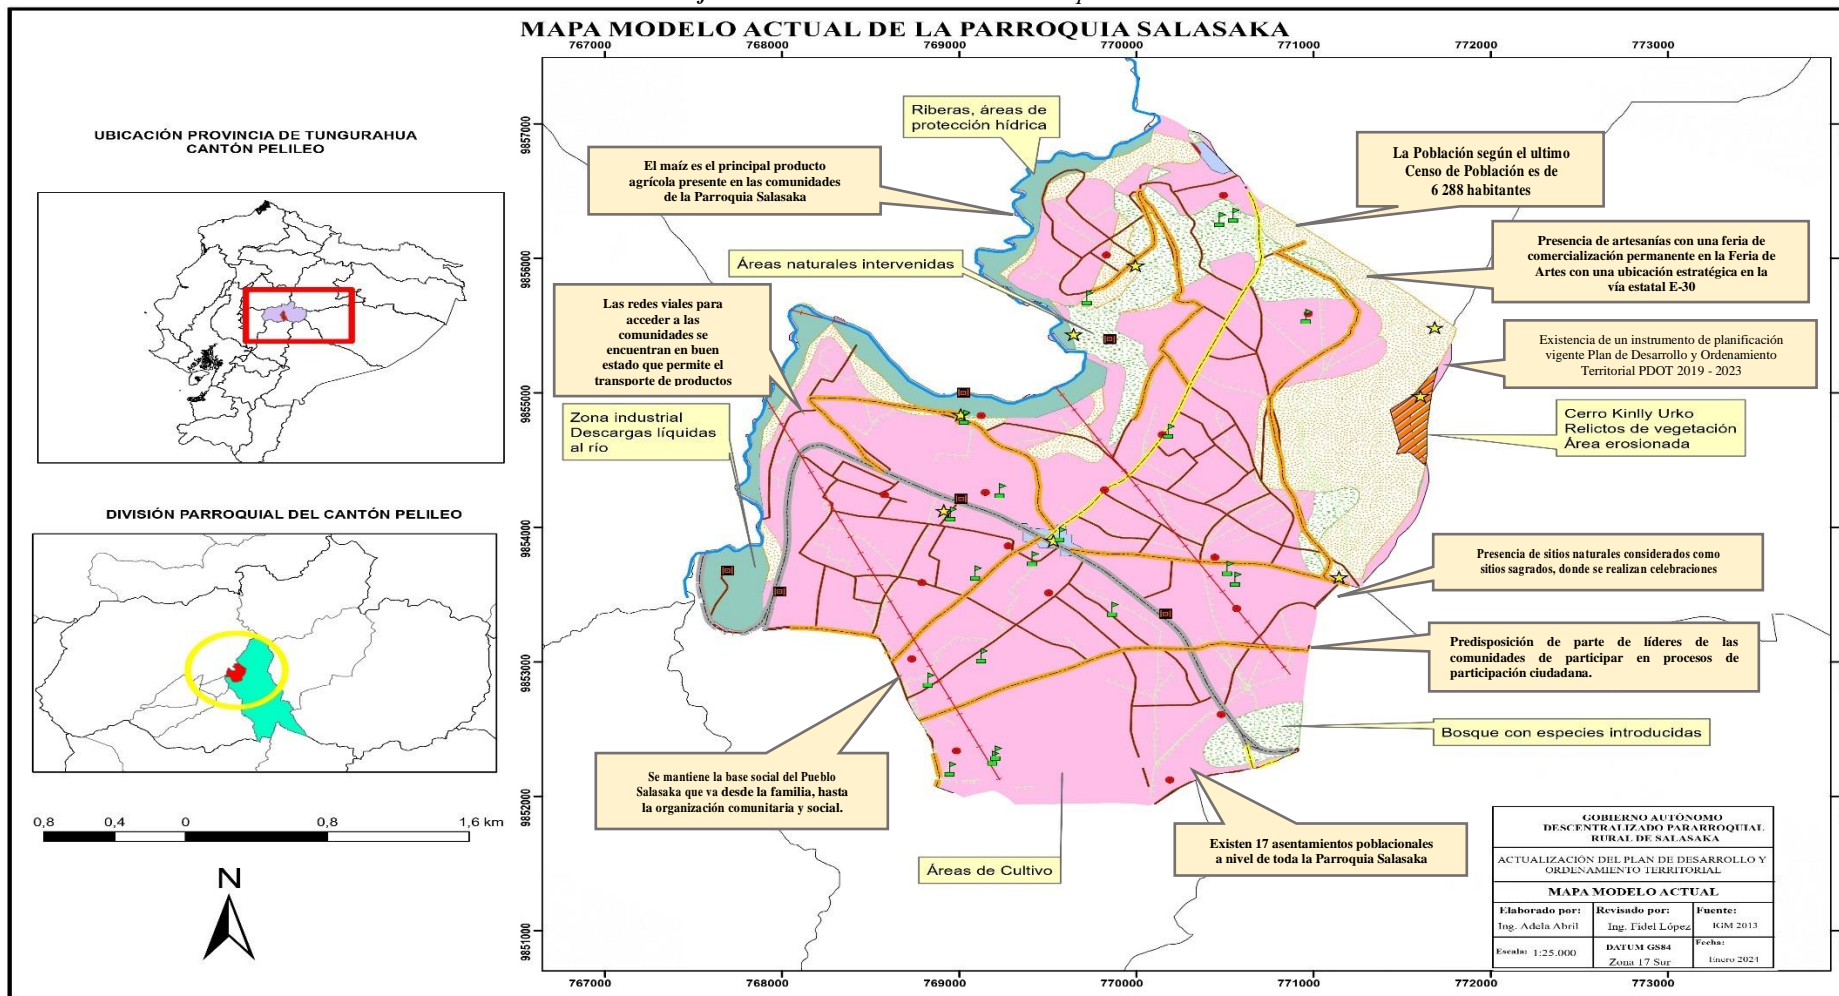 MAPA MODELO ACTUAL DE LA PARROQUIA SALASAKA
767000
768000
769000
770000
771000
772000
773000
UBICACIÓN PROVINCIA DE TUNGURAHUA
CANTÓN PELILEO
DIVISIÓN PARROQUIAL DEL CANTÓN PELILEO
0,8
0,4
0
0,8
1,6 km
N
9857000
9856000
9855000
9854000
9853000
9852000
9851000
Riberas, áreas de
protección hídrica
El maíz es el principal producto
agrícola presente en las comunidades
de la Parroquia Salasaka
La Población según el ultimo
Censo de Población es de
6 288 habitantes
Presencia de artesanías con una feria de
comercialización permanente en la Feria de
Artes con una ubicación estratégica en la
vía estatal E-30
Áreas naturales intervenidas
Las redes viales para
acceder a las
comunidades se
encuentran en buen
estado que permite el
transporte de productos
Existencia de un instrumento de planificación
vigente Plan de Desarrollo y Ordenamiento
Territorial PDOT 2019 - 2023
Zona industrial
Descargas líquidas
al río
Cerro Kinlly Urko
Relictos de vegetación
Área erosionada
Presencia de sitios naturales considerados como
sitios sagrados, donde se realizan celebraciones
Predisposición de parte de líderes de las
comunidades de participar en procesos de
participación ciudadana.
Bosque con especies introducidas
Se mantiene la base social del Pueblo
Salasaka que va desde la familia, hasta
la organización comunitaria y social.
Existen 17 asentamientos poblacionales
a nivel de toda la Parroquia Salasaka
Áreas de Cultivo
GOBIERNO AUTÓNOMO
DESCENTRALIZADO PARARROQUIAL
RURAL DE SALASAKA
ACTUALIZACIÓN DEL PLAN DE DESARROLLO Y
ORDENAMIENTO TERRITORIAL
MAPA MODELO ACTUAL
Elaborado por:
Ing. Adela Abril
Revisado por:
Ing. Fidel López
Fuente:
IGM 2013
Escala: 1:25.000
DATUM GS84
Zona 17 Sur
Fecha:
Enero 2024
767000
768000
769000
770000
771000
772000
773000